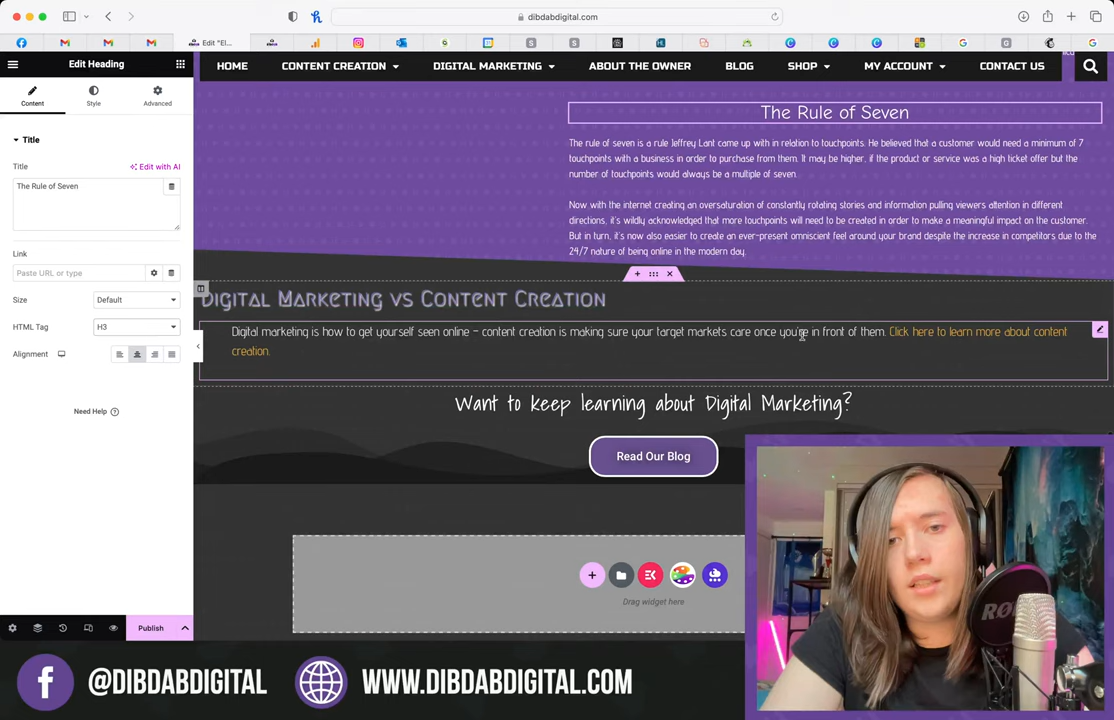 dibdabdigital.com
Edit "El...
Edit Heading
HOME
CONTENT CREATION
DIGITAL MARKETING
ABOUT THE OWNER
BLOG
SHOP
MY ACCOUNT
CONTACT US
Content
Style
Advanced
Title
Title
Edit with AI
The Rule of Seven
Link
Paste URL or type
Size
Default
HTML Tag
H3
Alignment
Need Help
Publish
The Rule of Seven
The rule of seven is a rule Jeffrey Lant came up with in relation to touchpoints. He believed that a customer would need a minimum of 7
touchpoints with a business in order to purchase from them. It may be higher, if the product or service was a high ticket offer but the
number of touchpoints would always be a multiple of seven.
Now with the internet creating an oversaturation of constantly rotating stories and information pulling viewers attention in different
directions, it's wildly acknowledged that more touchpoints will need to be created in order to make a meaningful impact on the customer.
But in turn, it's now also easier to create an ever-present omniscient feel around your brand despite the increase in competitors due to the
24/7 nature of being online in the modern day.
Digital Marketing vs Content Creation
Digital marketing is how to get yourself seen online – content creation is making sure your target markets care once you're in front of them. Click here to learn more about content
creation.
Want to keep learning about Digital Marketing?
Read Our Blog
Drag widget here
@DIBDABDIGITAL
WWW.DIBDABDIGITAL.COM